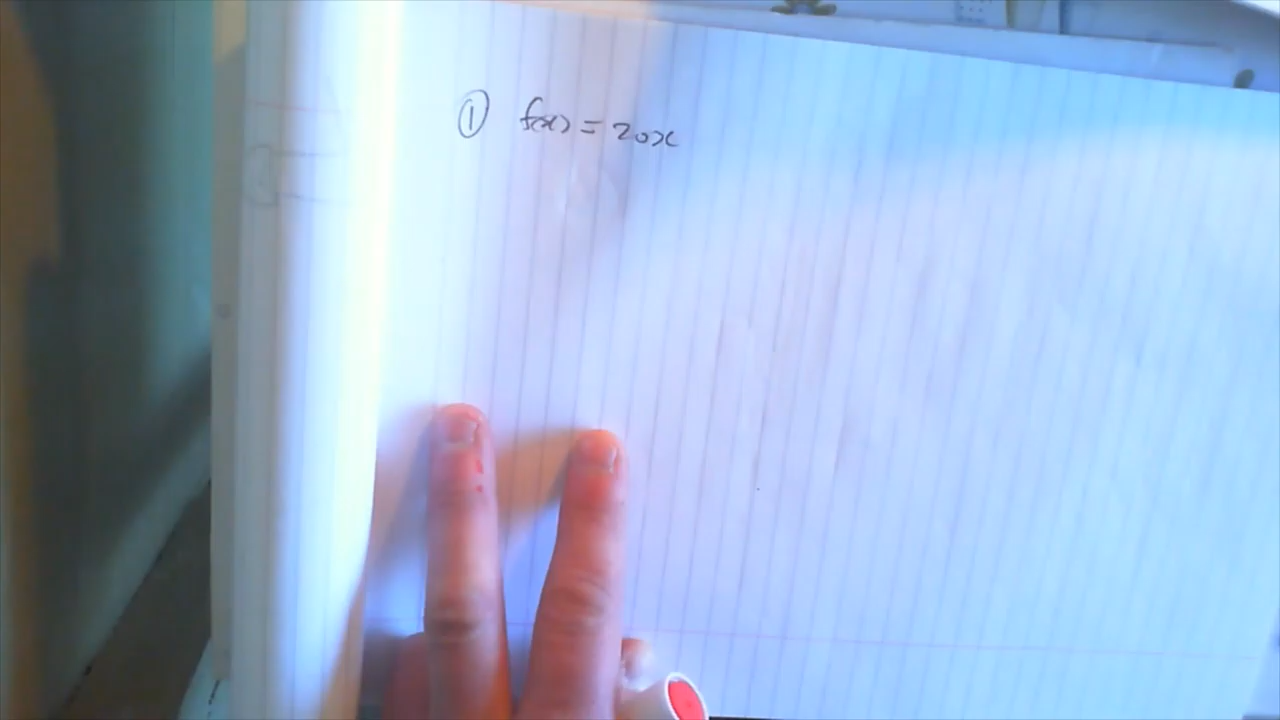 ① f(x) = 20x